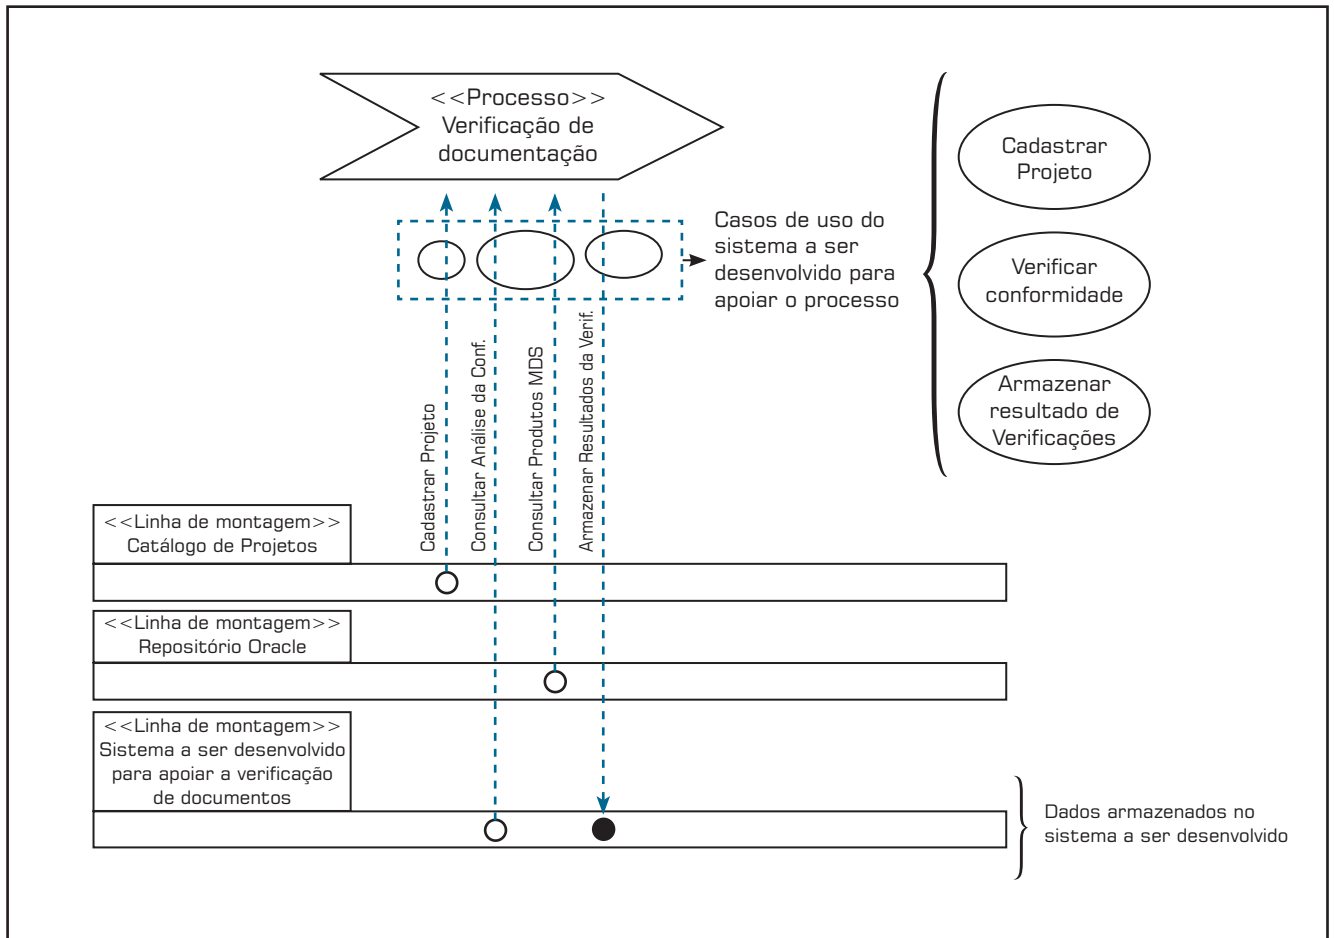 <<Processo>>
Verificação de
documentação
Casos de uso do
sistema a ser
desenvolvido para
apoiar o processo
Cadastrar
Projeto
Verificar
conformidade
Armazenar
resultado de
Verificações
Cadastrar Projeto
Consultar Análise da Conf.
Consultar Produtos MDS
Armazenar Resultados da Verif.
<<Linha de montagem>>
Catálogo de Projetos
<<Linha de montagem>>
Repositório Oracle
<<Linha de montagem>>
Sistema a ser desenvolvido
para apoiar a verificação
de documentos
Dados armazenados no
sistema a ser desenvolvido